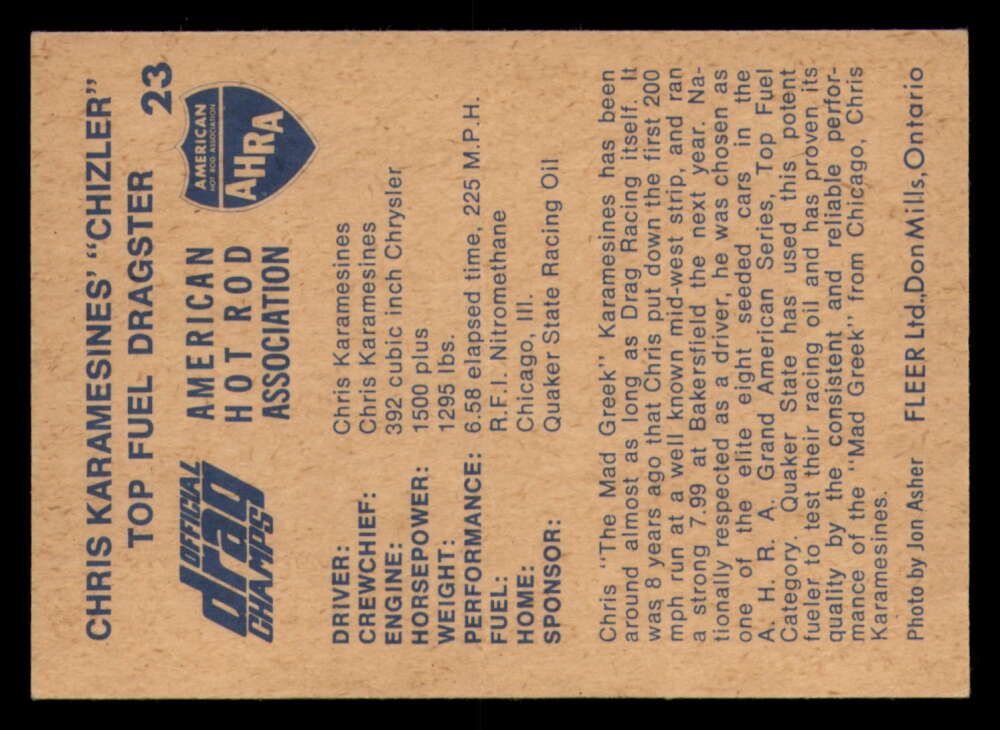 CHRIS KARAMESINES' "CHIZLER"
TOP FUEL DRAGSTER 23
OFFICIAL
drag
CHAMPS
AMERICAN
HOT ROD
ASSOCIATION
AMERICAN
HOT ROD ASSOCIATION
AHRA
DRIVER: Chris Karamesines
CREWCHIEF: Chris Karamesines
ENGINE: 392 cubic inch Chrysler
HORSEPOWER: 1500 plus
WEIGHT: 1295 lbs.
PERFORMANCE: 6.58 elapsed time, 225 M.P.H.
FUEL: R.F.I. Nitromethane
HOME: Chicago, Ill.
SPONSOR: Quaker State Racing Oil
Chris "The Mad Greek" Karamesines has been
around almost as long as Drag Racing itself. It
was 8 years ago that Chris put down the first 200
mph run at a well known mid-west strip, and ran
a strong 7.99 at Bakersfield the next year. Na-
tionally respected as a driver, he was chosen as
one of the elite eight seeded cars in the
A. H. R. A. Grand American Series, Top Fuel
Category. Quaker State has used this potent
fueler to test their racing oil and has proven its
quality by the consistent and reliable perfor-
mance of the "Mad Greek" from Chicago, Chris
Karamesines.
Photo by Jon Asher FLEER Ltd., Don Mills, Ontario